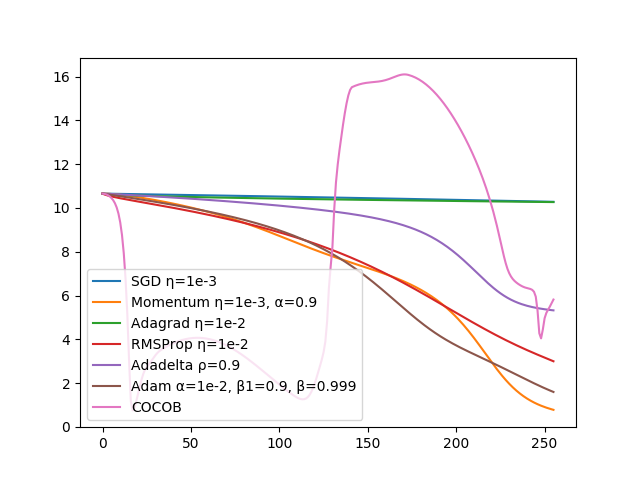 16
14
12
10
8
6
4
2
0
SGD η=1e-3
Momentum η=1e-3, α=0.9
Adagrad η=1e-2
RMSProp η=1e-2
Adadelta ρ=0.9
Adam α=1e-2, β1=0.9, β=0.999
COCOB
0 50 100 150 200 250